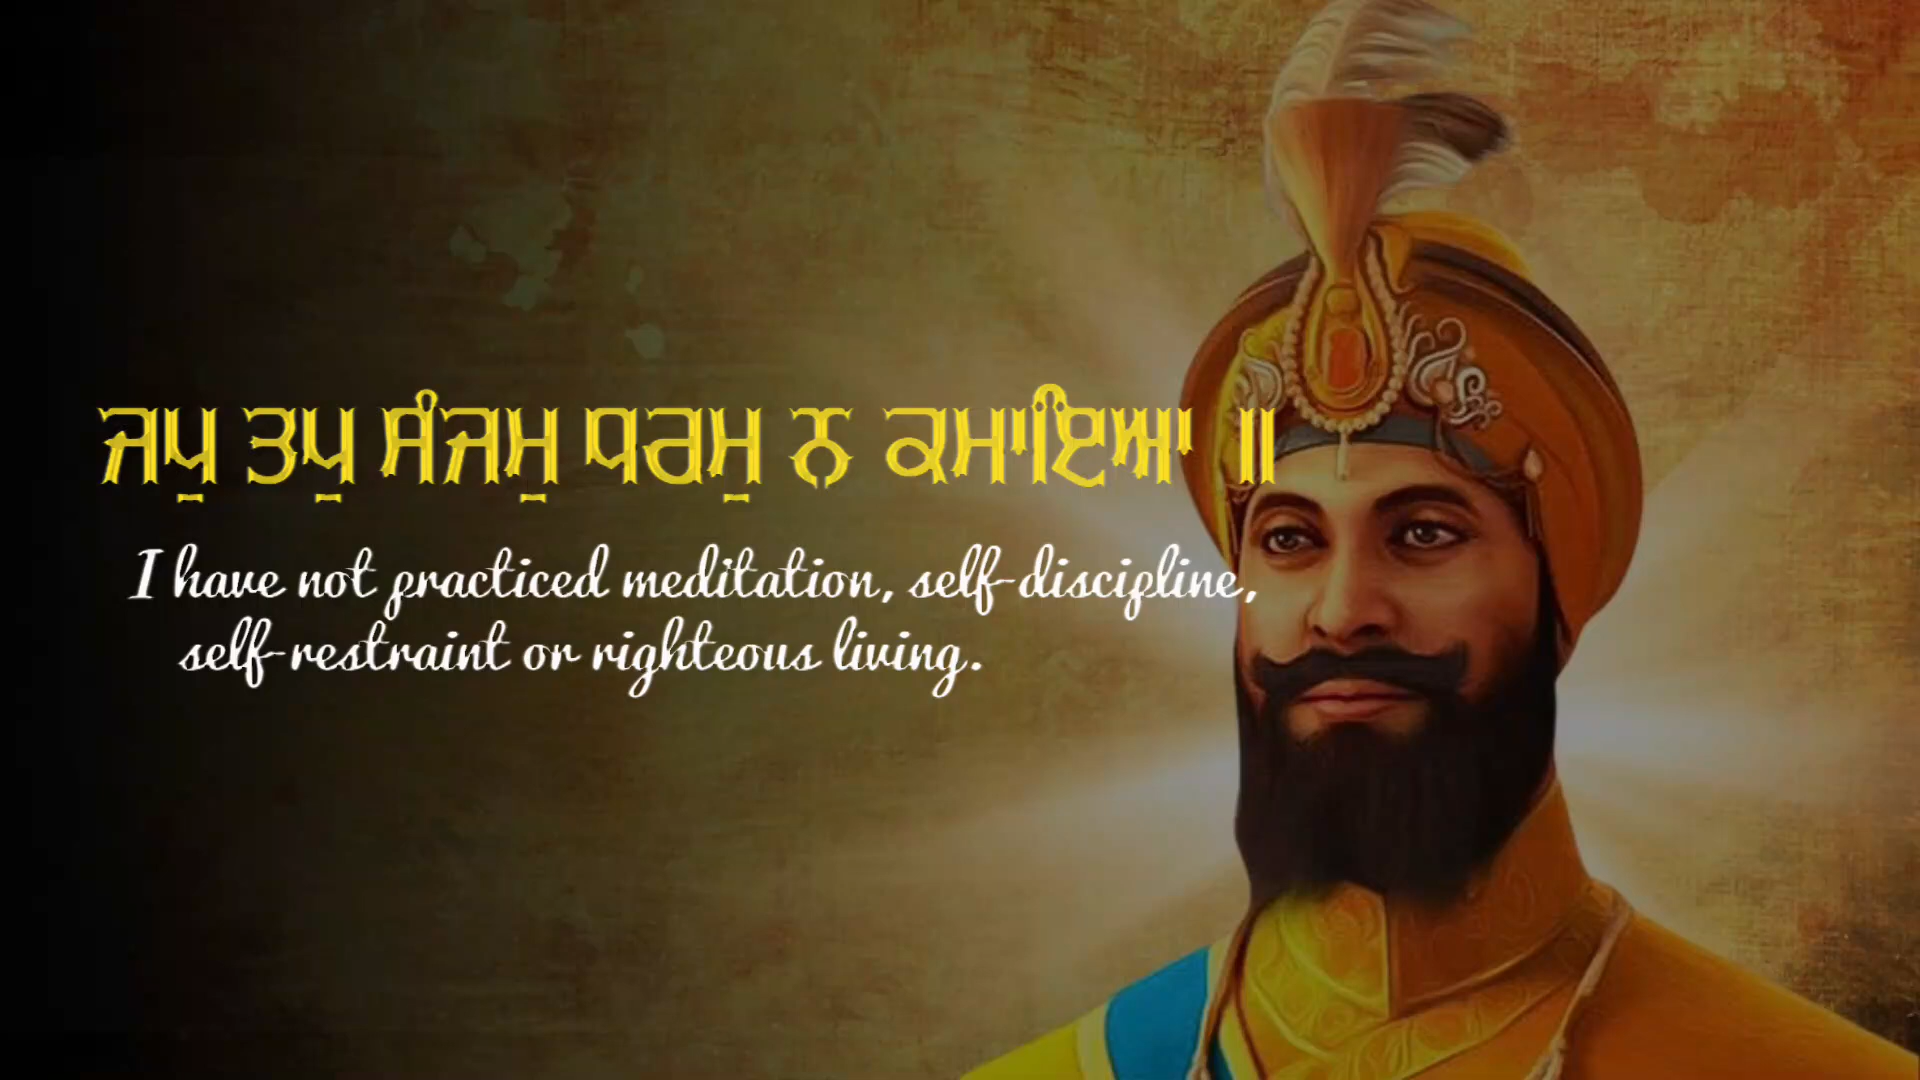 ਜਪੁ ਤਪੁ ਸੰਜਮੁ ਧਰਮੁ ਨ ਕਮਾਇਆ ॥
I have not practiced meditation, self-discipline,
self-restraint or righteous living.